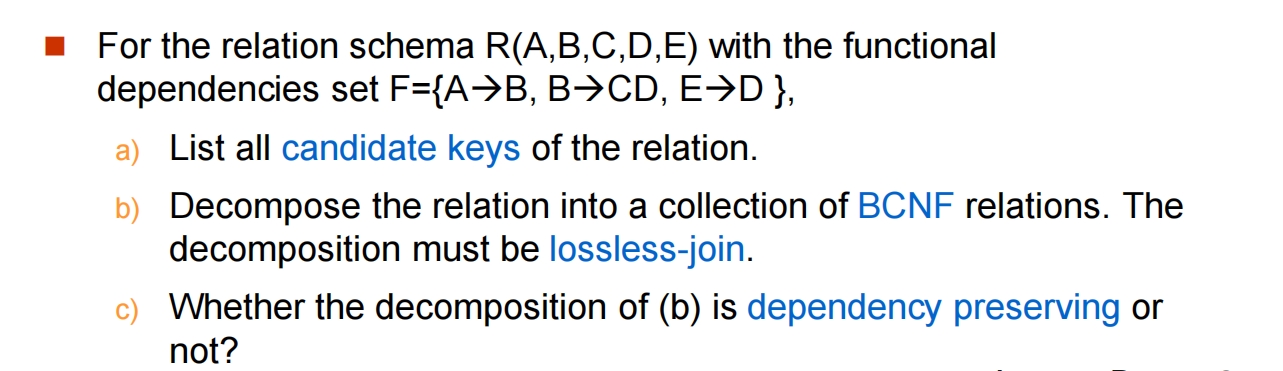 For the relation schema R(A,B,C,D,E) with the functional
dependencies set F={A→B, B→CD, E→D },
a) List all candidate keys of the relation.
b) Decompose the relation into a collection of BCNF relations. The
decomposition must be lossless-join.
c) Whether the decomposition of (b) is dependency preserving or
not?